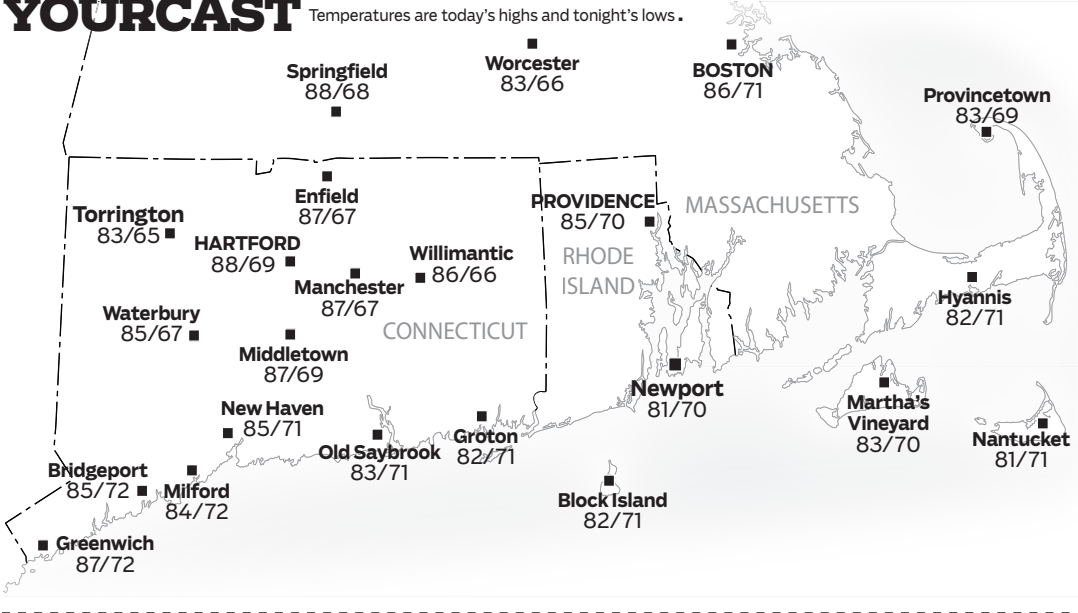 YOURCAST
Temperatures are today's highs and tonight's lows.
Springfield
88/68
Worcester
83/66
BOSTON
86/71
Provincetown
83/69
Enfield
87/67
Torrington
83/65
HARTFORD
88/69
Manchester
87/67
Willimantic
86/66
PROVIDENCE
85/70
MASSACHUSETTS
RHODE
ISLAND
Hyannis
82/71
Waterbury
85/67
CONNECTICUT
Middletown
87/69
Newport
81/70
Martha's
Vineyard
83/70
Nantucket
81/71
New Haven
85/71
Old Saybrook
83/71
Groton
82/71
Bridgeport
85/72
Milford
84/72
Block Island
82/71
Greenwich
87/72